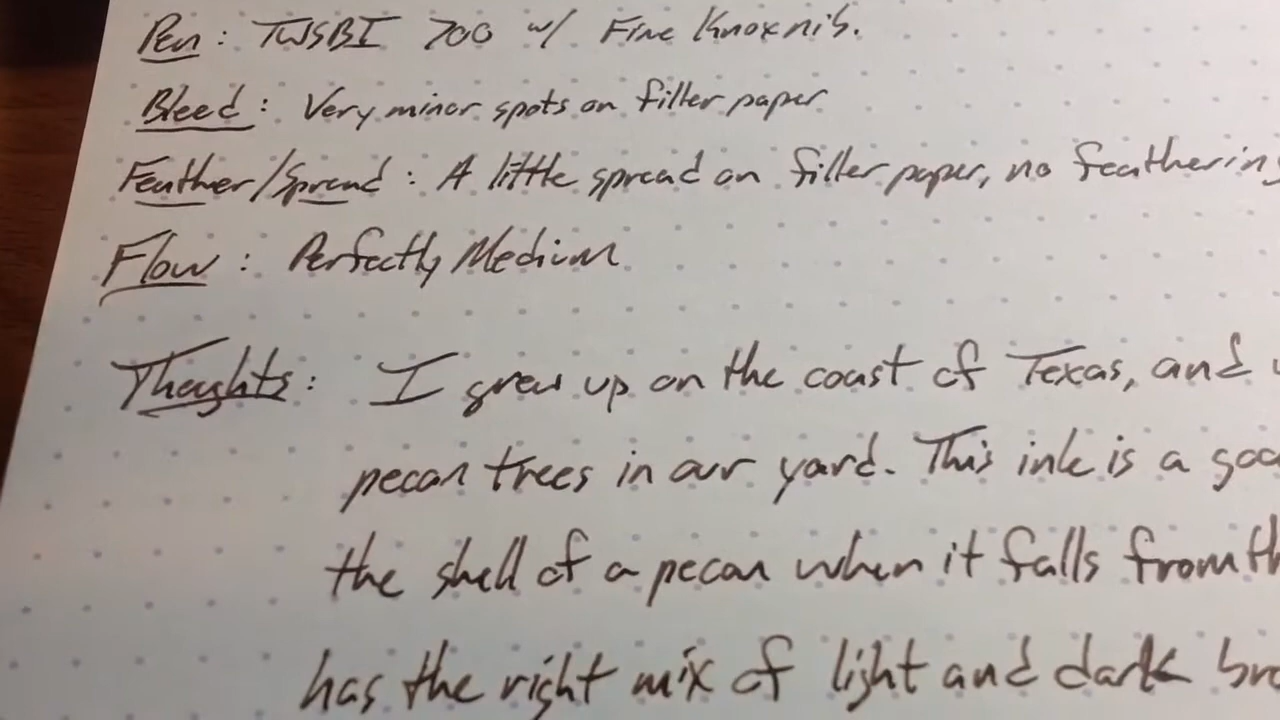 Pen: TWSBI 700 w/ Fine Knox nib.
Bleed: Very minor spots on filler paper
Feather/Spread: A little spread on filler paper, no feathering
Flow: Perfectly Medium
Thoughts: I grew up on the coast of Texas, and
pecan trees in our yard. This ink is a goo
the shell of a pecan when it falls from th
has the right mix of light and dark bro